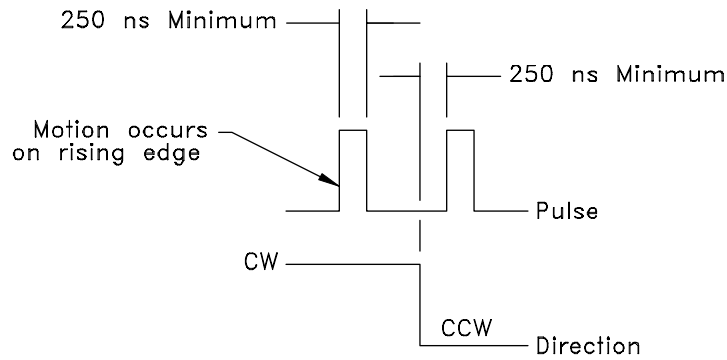 250 ns Minimum
250 ns Minimum
Motion occurs
on rising edge
Pulse
CW
CCW
Direction